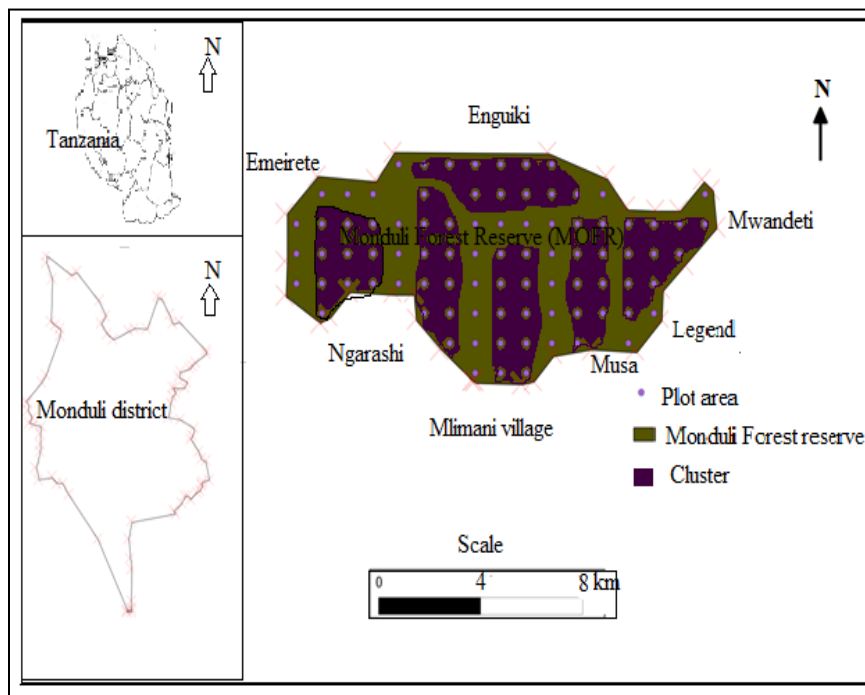 N
Tanzania
N
Monduli district
N
Enguiki
Emeirete
Mwandeti
Monduli Forest Reserve (MOFR)
Ngarashi
Musa
Mlimani village
Legend
Plot area
Monduli Forest reserve
Cluster
Scale
0 4 8 km